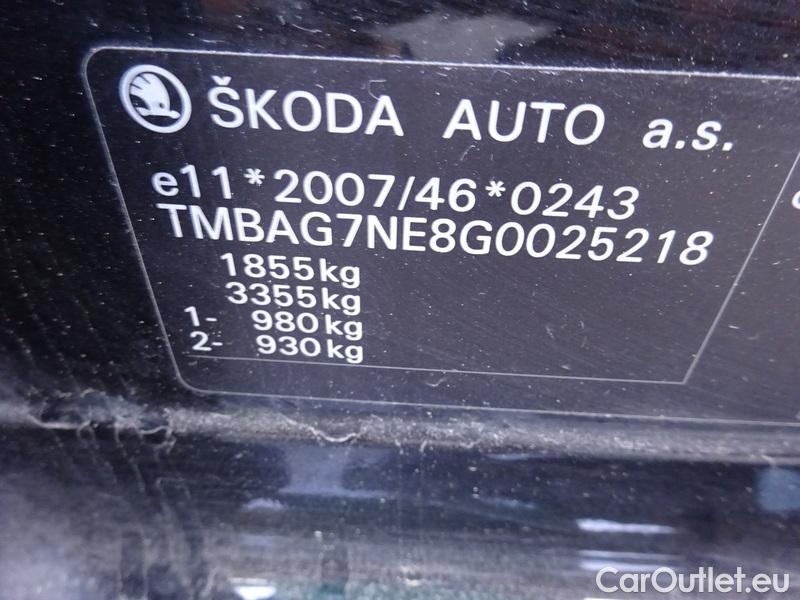 ŠKODA AUTO a.s.
e11*2007/46*0243
TMBAG7NE8G0025218
1855kg
3355kg
1- 980kg
2- 930kg
CarOutlet.eu